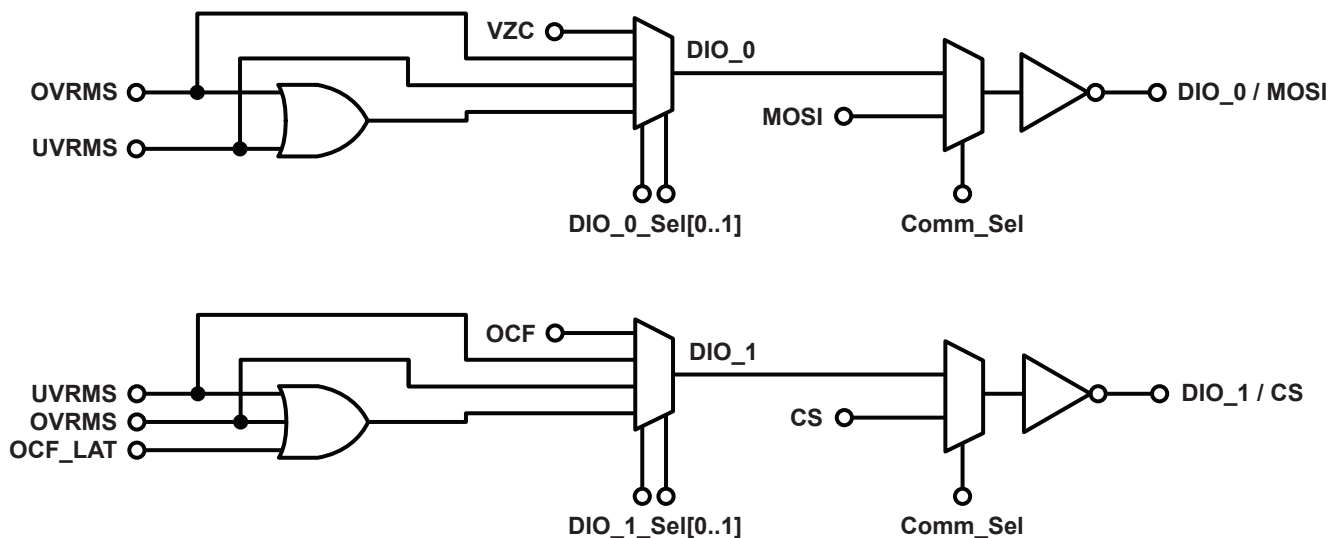 VZC
DIO_0
OVRMS
DIO_0 / MOSI
MOSI
UVRMS
DIO_0_Sel[0..1]
Comm_Sel
OCF
DIO_1
UVRMS
DIO_1 / CS
OVRMS
CS
OCF_LAT
DIO_1_Sel[0..1]
Comm_Sel